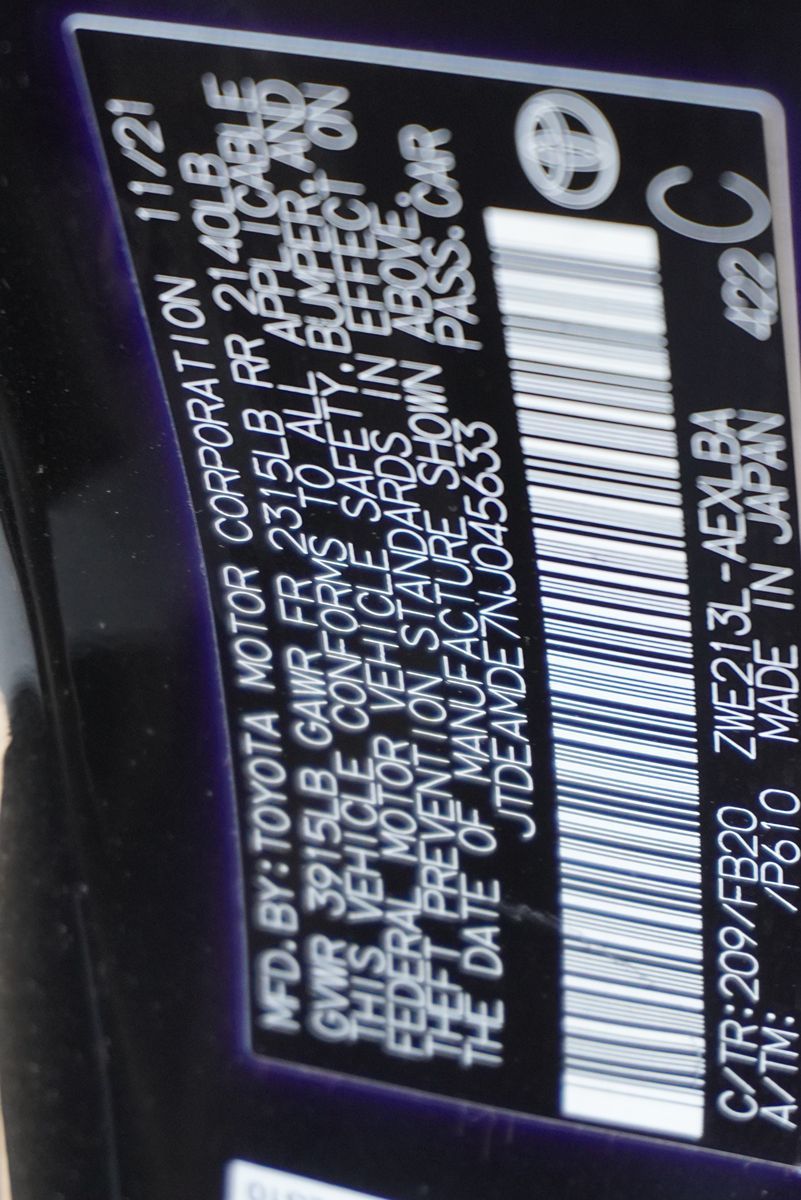 MFD.BY:TOYOTA MOTOR CORPORATION 11/21
GVWR 3915LB GAWR FR 2315LB RR 2140LB
THIS VEHICLE CONFORMS TO ALL APPLICABLE
FEDERAL MOTOR VEHICLE SAFETY, BUMPER, AND
THEFT PREVENTION STANDARDS IN EFFECT ON
THE DATE OF MANUFACTURE SHOWN ABOVE.
JTDEAMDE7NJ045633 PASS.CAR
C/TR:209/FB20 ZWE213L-AEXLBA 422 C
A/TM: /P610 MADE IN JAPAN